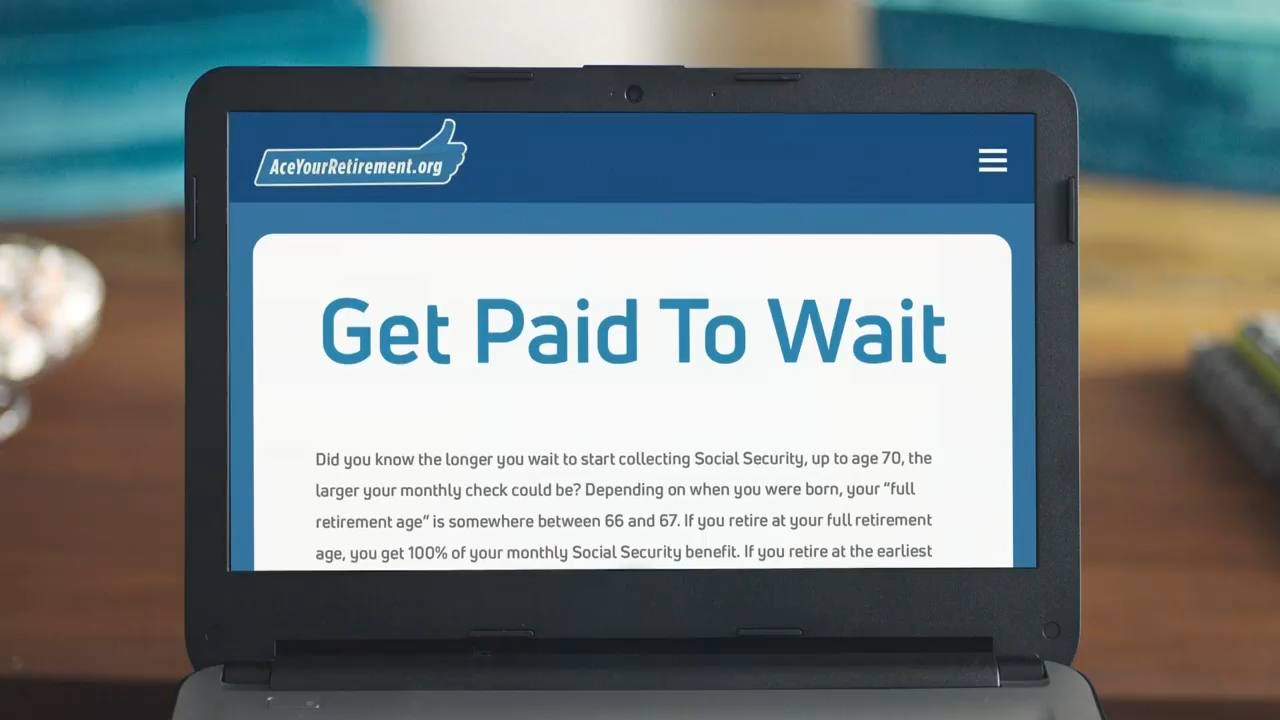 AceYourRetirement.org
Get Paid To Wait
Did you know the longer you wait to start collecting Social Security, up to age 70, the
larger your monthly check could be? Depending on when you were born, your “full
retirement age” is somewhere between 66 and 67. If you retire at your full retirement
age, you get 100% of your monthly Social Security benefit. If you retire at the earliest